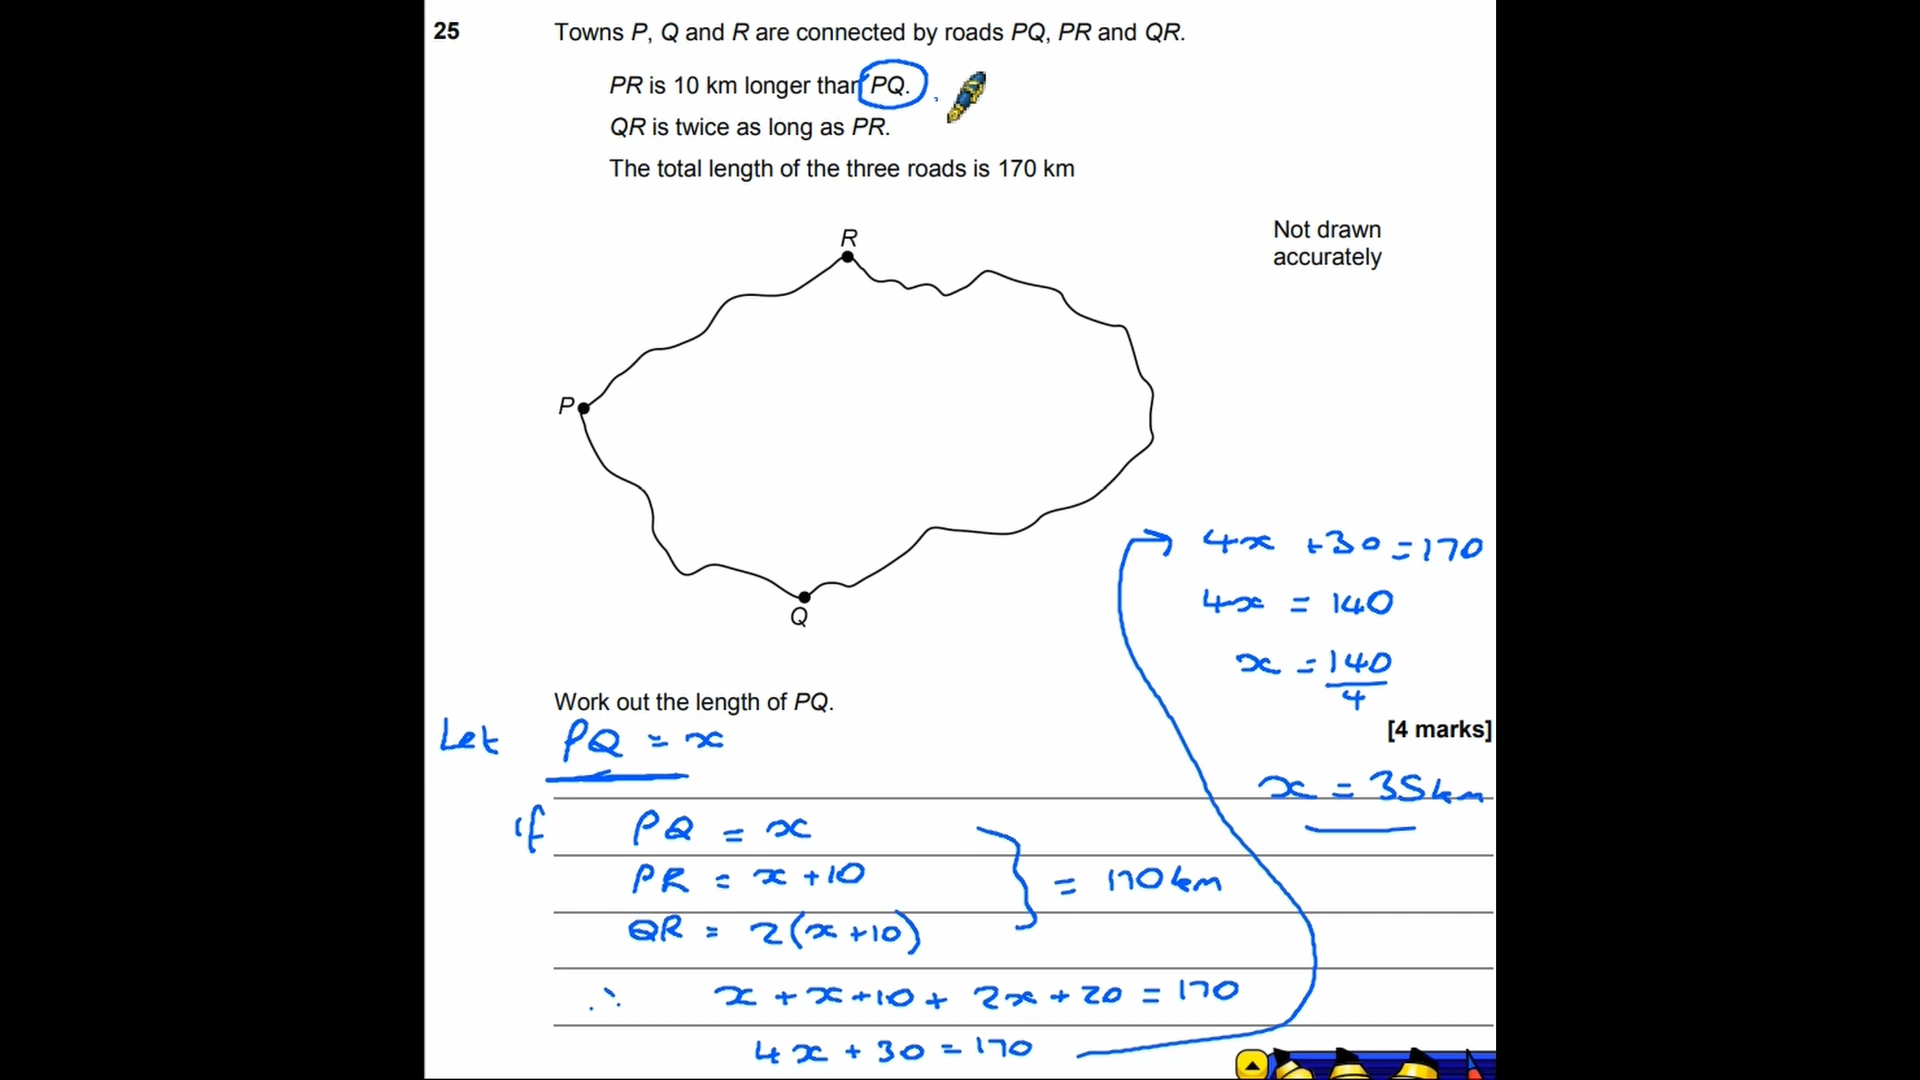 25 Towns P, Q and R are connected by roads PQ, PR and QR.
PR is 10 km longer than PQ.
QR is twice as long as PR.
The total length of the three roads is 170 km
Not drawn
accurately
R
P
Q
4x + 30 = 170
4x = 140
x = 140/4
Work out the length of PQ.
[4 marks]
Let PQ = x
x = 35km
If PQ = x
PR = x + 10
= 170km
QR = 2(x + 10)
∴ x + x + 10 + 2x + 20 = 170
4x + 30 = 170